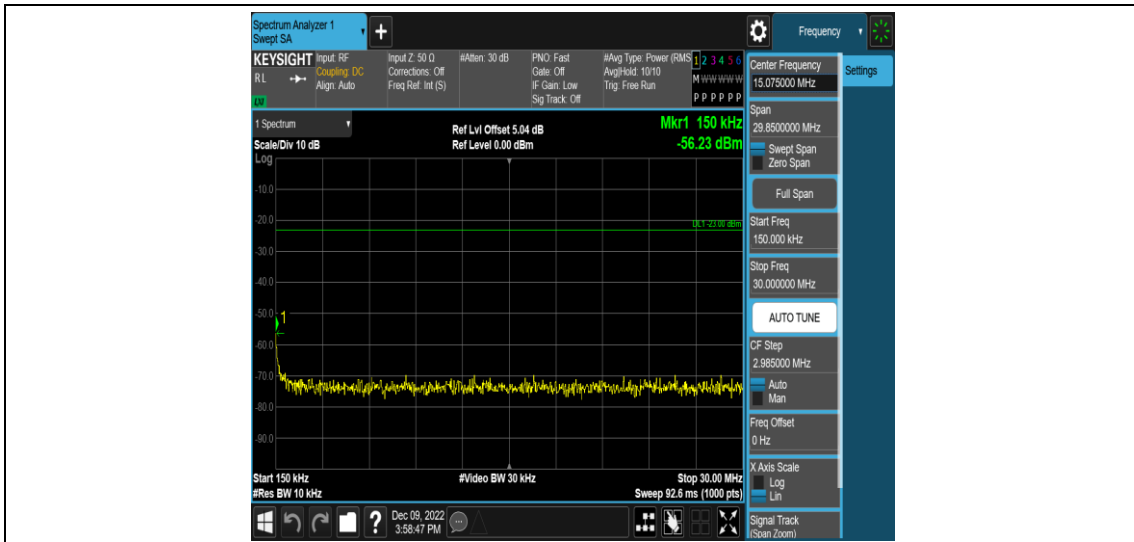 Spectrum Analyzer 1
Swept SA
+
Frequency
KEYSIGHT
RL
LM
Input: RF
Coupling: DC
Align: Auto
Input Z: 50 Ω
Corrections: Off
Freq Ref: Int (S)
#Atten: 30 dB
PNO: Fast
Gate: Off
IF Gain: Low
Sig Track: Off
#Avg Type: Power (RMS
Avg|Hold: 10/10
Trig: Free Run
1 2 3 4 5 6
M W W W W W
P P P P P P
1 Spectrum
Scale/Div 10 dB
Ref Lvl Offset 5.04 dB
Ref Level 0.00 dBm
Mkr1 150 kHz
-56.23 dBm
Log
-10.0
-20.0
DL1 -23.00 dBm
-30.0
-40.0
-50.0
1
-60.0
-70.0
-80.0
-90.0
Start 150 kHz
#Res BW 10 kHz
#Video BW 30 kHz
Stop 30.00 MHz
Sweep 92.6 ms (1000 pts)
?
Dec 09, 2022
3:58:47 PM
Center Frequency
15.075000 MHz
Settings
Span
29.8500000 MHz
Swept Span
Zero Span
Full Span
Start Freq
150.000 kHz
Stop Freq
30.000000 MHz
AUTO TUNE
CF Step
2.985000 MHz
Auto
Man
Freq Offset
0 Hz
X Axis Scale
Log
Lin
Signal Track
(Span Zoom)